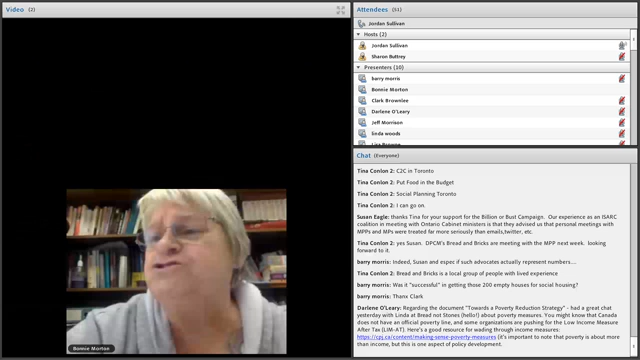 Video (2)
Bonnie Morton
Attendees (51)
Jordan Sullivan
Hosts (2)
Jordan Sullivan
Sharon Buttrey
Presenters (10)
barry morris
Bonnie Morton
Clark Brownlee
Darlene O'Leary
Jeff Morrison
linda woods
Chat (Everyone)
Tina Conlon 2: C2C in Toronto
Tina Conlon 2: Put Food in the Budget
Tina Conlon 2: Social Planning Toronto
Tina Conlon 2: I can go on.
Susan Eagle: thanks Tina for your support for the Billion or Bust Campaign. Our experience as an ISARC
coalition in meeting with Ontario Cabinet ministers is that they advised us that personal meetings with
MPPs and MPs were treated far more seriously than emails,twitter, etc.
Tina Conlon 2: yes Susan. DPCM's Bread and Bricks are meeting with the MPP next week. looking
forward to it.
barry morris: Indeed, Susan and espec if such advocates actually represent numbers...
Tina Conlon 2: Bread and Bricks is a local group of people with lived experience
barry morris: Was it "successful" in getting those 200 empty houses for social housing?
barry morris: Thanx Clark
Darlene O'Leary: Regarding the document "Towards a Poverty Reduction Strategy" - had a great chat
yesterday with Linda at Bread not Stones (hello!) about poverty measures. You might know that Canada
does not have an official poverty line, and some organizations are pushing for the Low Income Measure
After Tax (LIM-AT). Here's a good resource for wading through income measures:
https://cpj.ca/content/making-sense-poverty-measures (it's important to note that poverty is about more
than income, but this is one aspect of policy development.